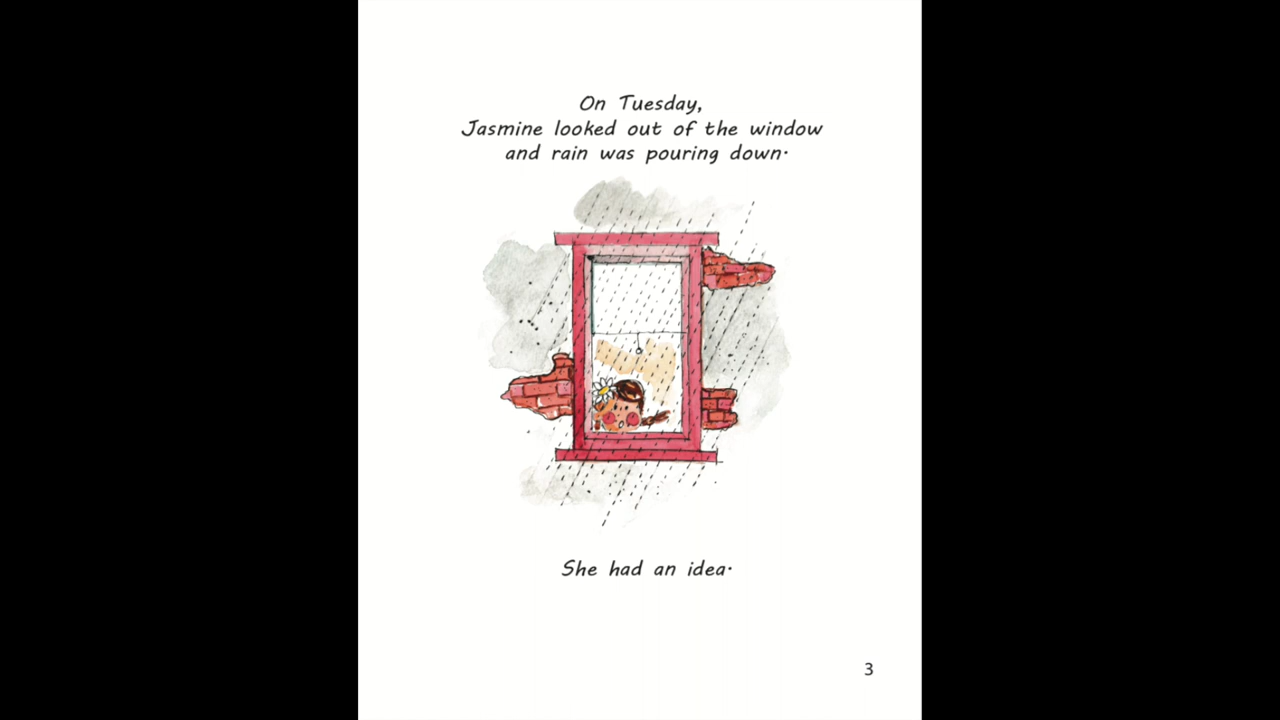 On Tuesday,
Jasmine looked out of the window
and rain was pouring down.
She had an idea.
3